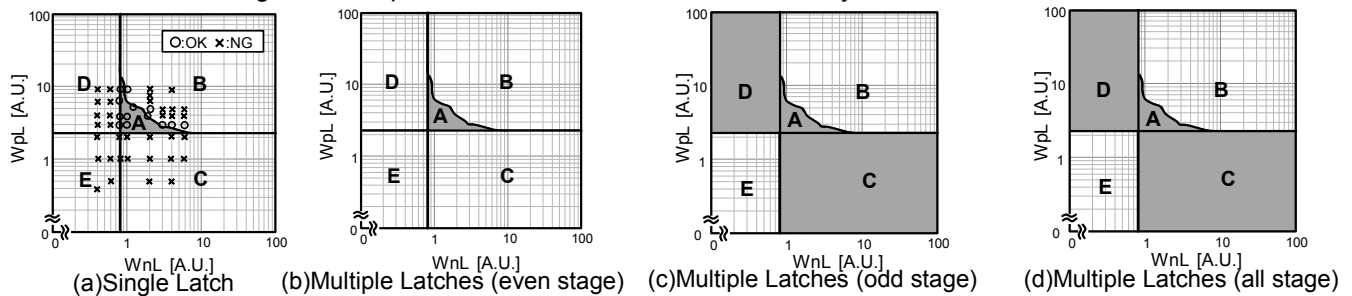 100
10
1
0
WpL [A.U.]
O:OK ×:NG
D
B
A
E
C
0
1
10
100
WnL [A.U.]
(a)Single Latch
100
10
1
0
WpL [A.U.]
D
B
A
E
C
0
1
10
100
WnL [A.U.]
(b)Multiple Latches (even stage)
100
10
1
0
WpL [A.U.]
D
B
A
E
C
0
1
10
100
WnL [A.U.]
(c)Multiple Latches (odd stage)
100
10
1
0
WpL [A.U.]
D
B
A
E
C
0
1
10
100
WnL [A.U.]
(d)Multiple Latches (all stage)